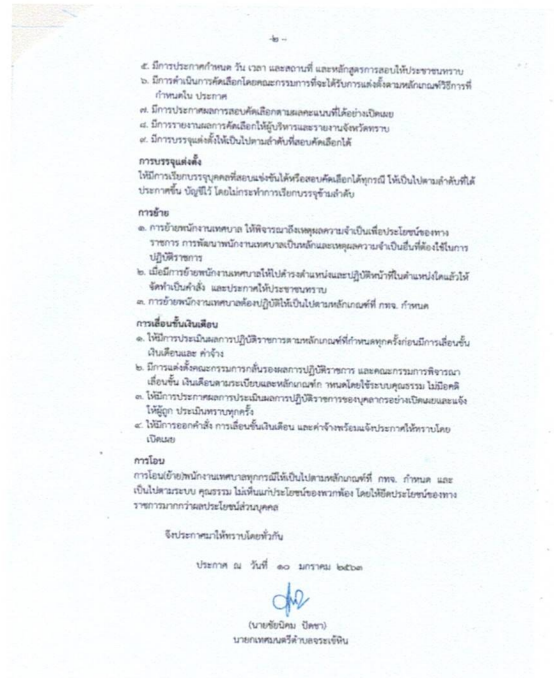 -๒-
๕. มีการประกาศกำหนด วัน เวลา และสถานที่ และหลักสูตรการสอบให้ประชาชนทราบ
๖. มีการดำเนินการคัดเลือกโดยคณะกรรมการที่จะได้รับการแต่งตั้งตามหลักเกณฑ์วิธีการที่
กำหนดใน ประกาศ
๗. มีการประกาศผลการสอบคัดเลือกตามผลคะแนนที่ได้อย่างเปิดเผย
๘. มีการรายงานผลการคัดเลือกให้ผู้บริหารและรายงานจังหวัดทราบ
๙. มีการบรรจุแต่งตั้งให้เป็นไปตามลำดับที่สอบคัดเลือกได้
การบรรจุแต่งตั้ง
ให้มีการเรียกบรรจุบุคคลที่สอบแข่งขันได้หรือสอบคัดเลือกได้ทุกรณี ให้เป็นไปตามลำดับที่ได้
ประกาศขึ้น บัญชีไว้ โดยไม่กระทำการเรียกบรรจุข้ามลำดับ
การย้าย
๑. การย้ายพนักงานเทศบาล ให้พิจารณาถึงเหตุผลความจำเป็นเพื่อประโยชน์ของทาง
ราชการ การพัฒนาพนักงานเทศบาลเป็นหลักและเหตุผลความจำเป็นอื่นที่ต้องใช้ในการ
ปฏิบัติราชการ
๒. เมื่อมีการย้ายพนักงานเทศบาลให้ไปดำรงตำแหน่งและปฏิบัติหน้าที่ในตำแหน่งใดแล้วให้
จัดทำเป็นคำสั่ง และประกาศให้ประชาชนทราบ
๓. การย้ายพนักงานเทศบาลต้องปฏิบัติให้เป็นไปตามหลักเกณฑ์ที่ กทจ. กำหนด
การเลื่อนขั้นเงินเดือน
๑. ให้มีการประเมินผลการปฏิบัติราชการตามหลักเกณฑ์ที่กำหนดทุกครั้งก่อนมีการเลื่อนขั้น
เงินเดือนและ ค่าจ้าง
๒. มีการแต่งตั้งคณะกรรมการกลั่นรองผลการปฏิบัติราชการ และคณะกรรมการพิจารณา
เลื่อนขั้น เงินเดือนตามระเบียบและหลักเกณฑ์ก าหนดโดยใช้ระบบคุณธรรม ไม่มีอคติ
๓. ให้มีการประกาศผลการประเมินผลการปฏิบัติราชการของบุคลากรอย่างเปิดเผยและแจ้ง
ให้ผู้ถูก ประเมินทราบทุกครั้ง
๔. ให้มีการออกคำสั่ง การเลื่อนขั้นเงินเดือน และค่าจ้างพร้อมแจ้งประกาศให้ทราบโดย
เปิดเผย
การโอน
การโอน(ย้าย)พนักงานเทศบาลทุกกรณีให้เป็นไปตามหลักเกณฑ์ที่ กทจ. กำหนด และ
เป็นไปตามระบบ คุณธรรม ไม่เห็นแก่ประโยชน์ของพวกพ้อง โดยให้ยึดประโยชน์ของทาง
ราชการมากกว่าผลประโยชน์ส่วนบุคคล
จึงประกาศมาให้ทราบโดยทั่วกัน
ประกาศ ณ วันที่ ๑๐ มกราคม ๒๕๖๓
(นายชัยนิคม ปัดชา)
นายกเทศมนตรีตำบลจระเข้หิน